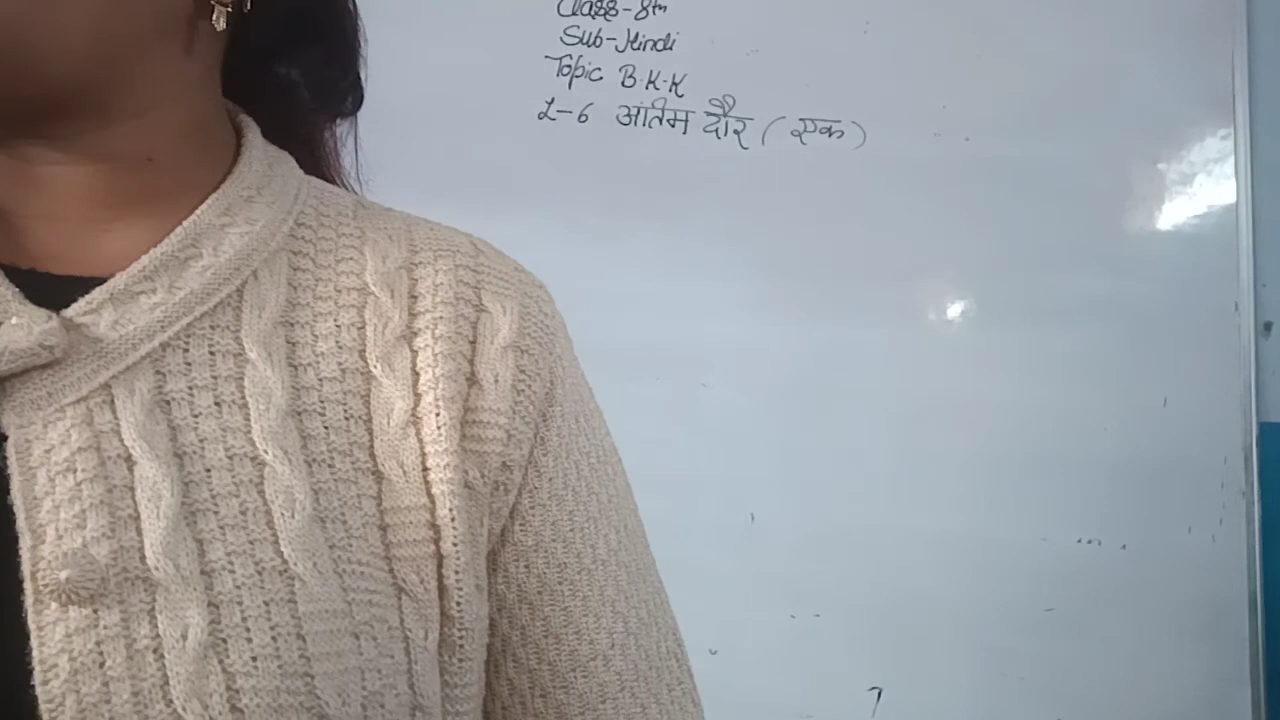 Class-8th
Sub-Hindi
Topic B.K.K
L-6 अंतिम दौर (एक)